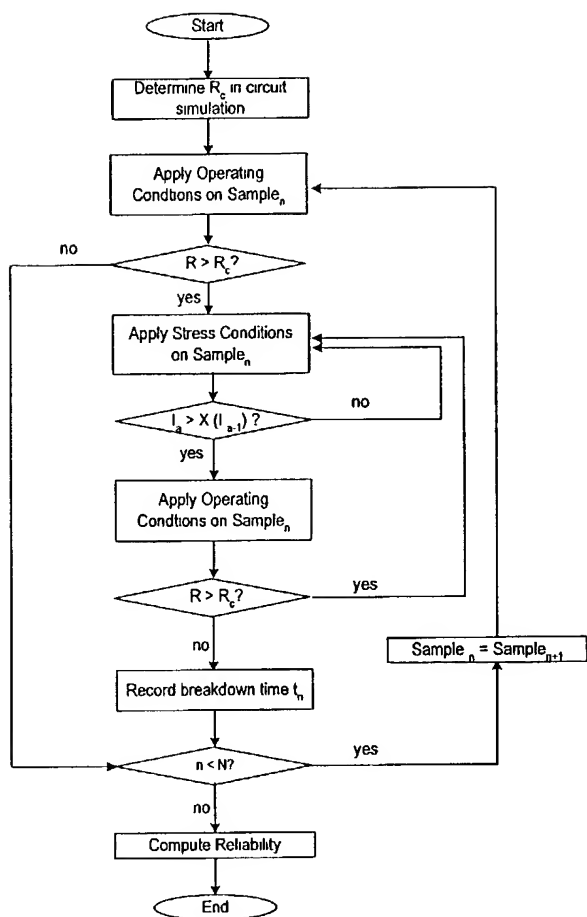 Start
Determine R_c in circuit
simulation
Apply Operating
Condtions on Sample_n
no
R > R_c?
yes
Apply Stress Conditions
on Sample_n
I_a > X (I_a-1) ?
no
yes
Apply Operating
Condtions on Sample_n
R > R_c?
yes
no
Sample_n = Sample_n+1
Record breakdown time t_n
n < N?
yes
no
Compute Reliability
End